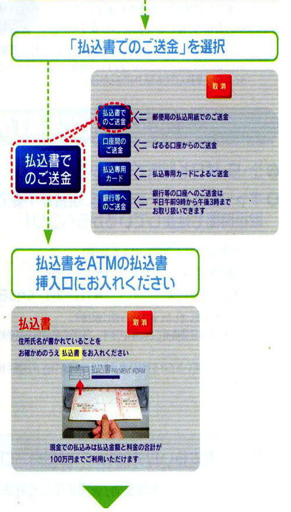 「払込書でのご送金」を選択
取消
払込書で
のご送金
郵便局の払込用紙でのご送金
口座間の
ご送金
ぱるる口座からのご送金
払込専用
カード
払込専用カードによるご送金
銀行等へ
のご送金
銀行等の口座へのご送金は
平日午前9時から午後3時まで
お取り扱いできます
払込書で
のご送金
払込書をATMの払込書
挿入口にお入れください
払込書
取消
住所氏名が書かれていることを
お確かめのうえ 払込書 をお入れください
払込書 PAYMENT FORM
現金での払込みは払込金額と料金の合計が
100万円までご利用いただけます